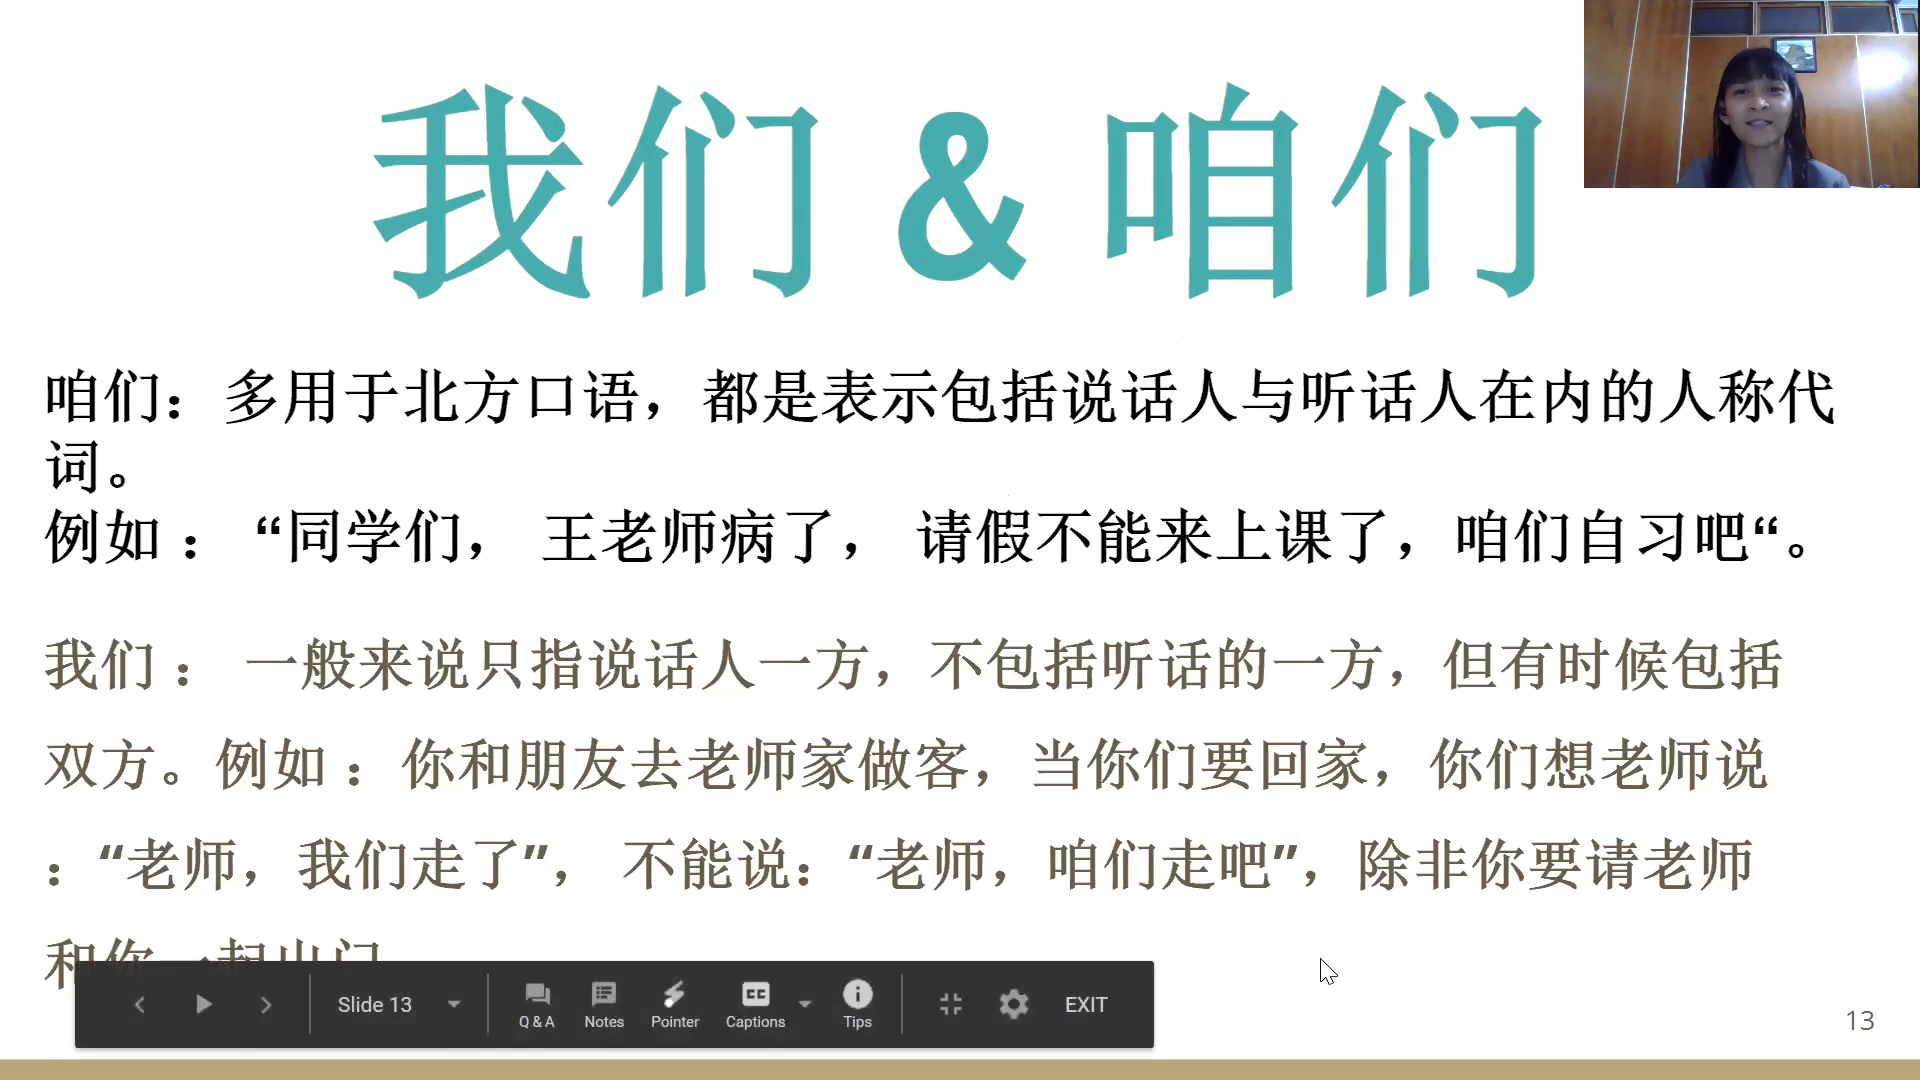 我们 & 咱们
咱们：多用于北方口语，都是表示包括说话人与听话人在内的人称代
词。
例如 ： “同学们， 王老师病了， 请假不能来上课了，咱们自习吧“。
我们 ： 一般来说只指说话人一方，不包括听话的一方，但有时候包括
双方。例如 ：你和朋友去老师家做客，当你们要回家，你们想老师说
：“老师，我们走了”， 不能说：“老师，咱们走吧”，除非你要请老师
和你一起出门
Slide 13
Q & A
Notes
Pointer
Captions
Tips
EXIT
13